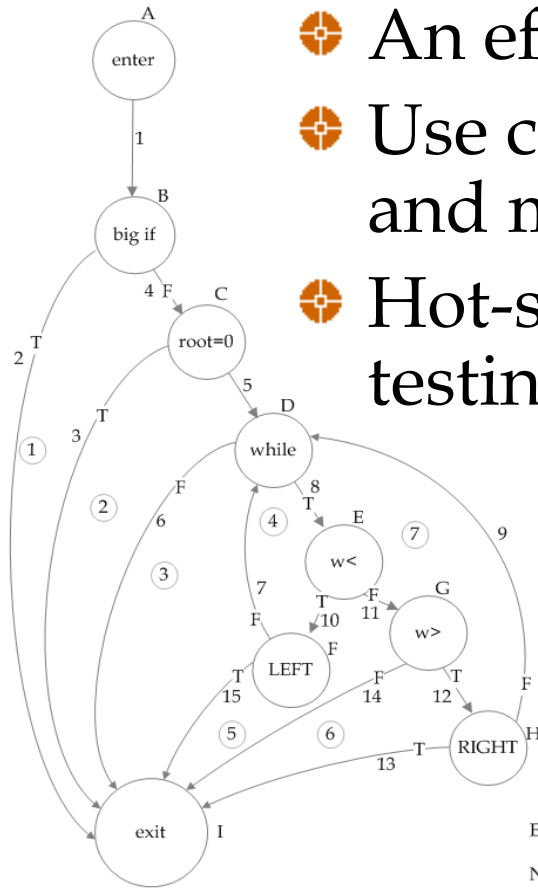 An ef
Use c
and m
Hot-s
testin
A
enter
1
B
big if
4 F
C
T
2
root=0
5
T
3
D
while
F
6
8
T
9
1
2
3
4
7
E
w<
7
F
T
10
F
11
G
w>
F
LEFT
T
15
F
14
T
12
F
5
6
H
RIGHT
T
13
exit
I
E
N